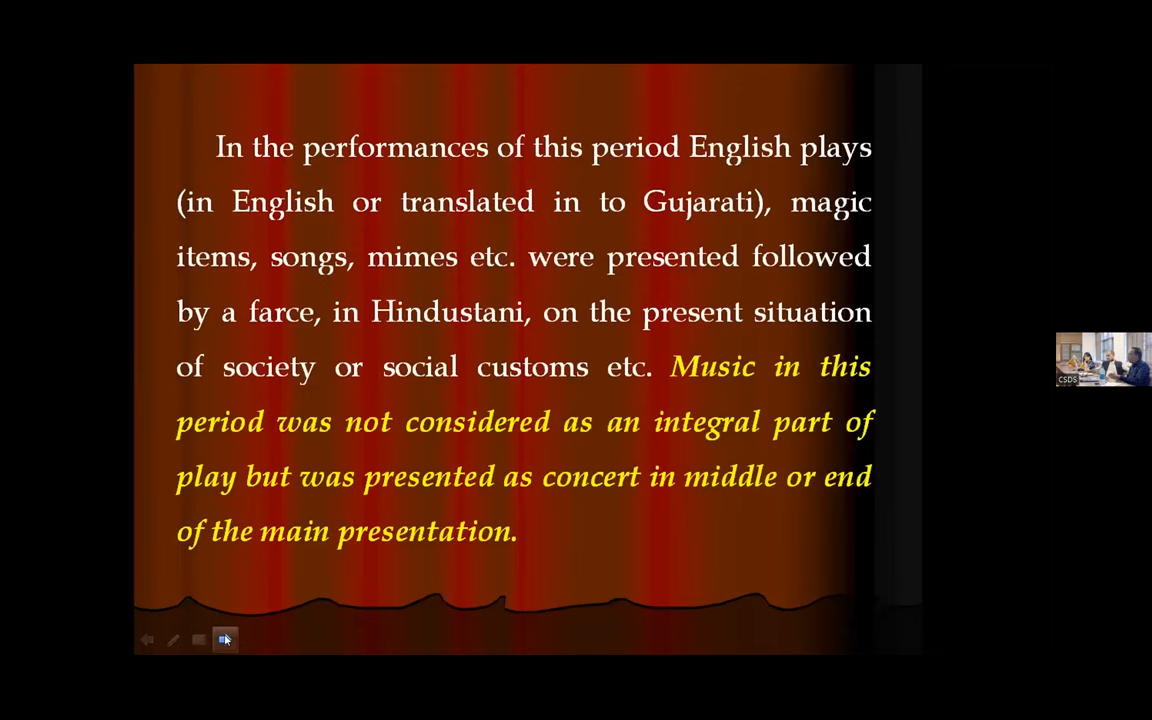 In the performances of this period English plays
(in English or translated in to Gujarati), magic
items, songs, mimes etc. were presented followed
by a farce, in Hindustani, on the present situation
of society or social customs etc. Music in this
period was not considered as an integral part of
play but was presented as concert in middle or end
of the main presentation.
CSDS